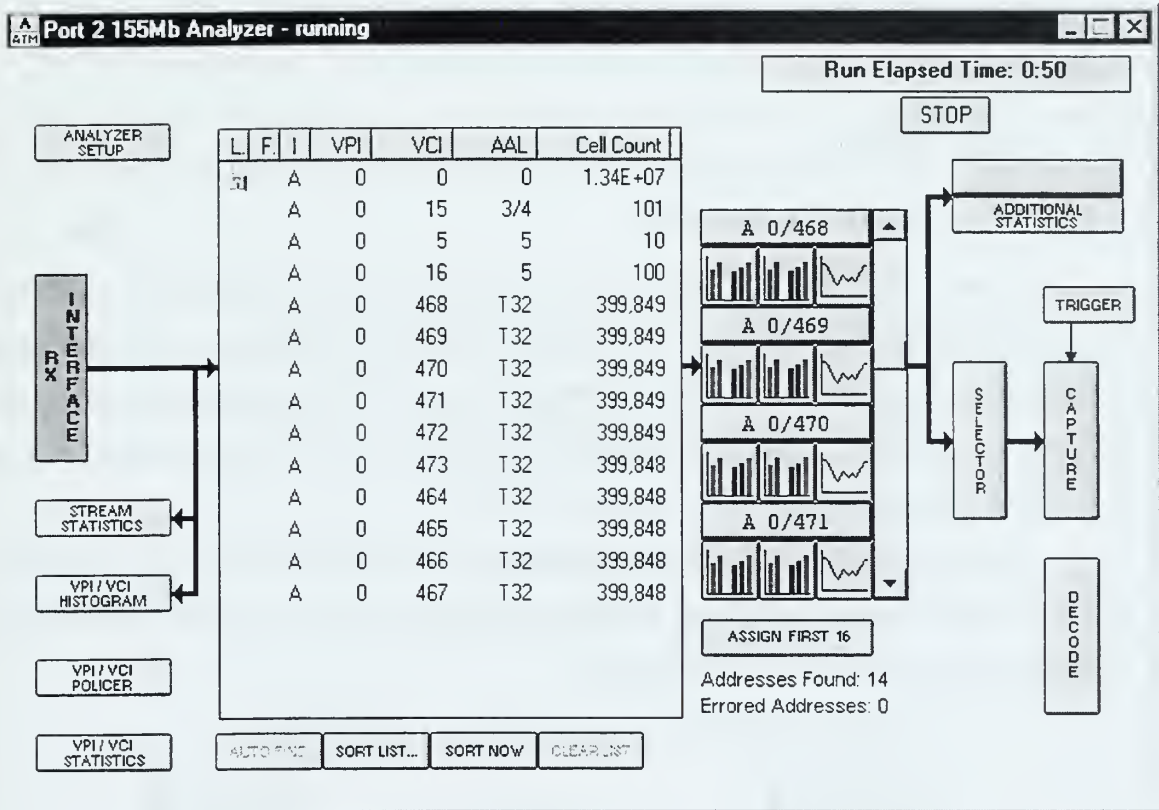 A ATM Port 2 155Mb Analyzer - running
Run Elapsed Time: 0:50
STOP
ANALYZER SETUP
L. F. I VPI VCI AAL Cell Count
A 0 0 0 1.34E+07
A 0 15 3/4 101
A 0 5 5 10
A 0 16 5 100
A 0 468 T32 399,849
A 0 469 T32 399,849
A 0 470 T32 399,849
A 0 471 T32 399,849
A 0 472 T32 399,849
A 0 473 T32 399,848
A 0 464 T32 399,848
A 0 465 T32 399,848
A 0 466 T32 399,848
A 0 467 T32 399,848
RX INTERFACE
STREAM STATISTICS
VPI / VCI HISTOGRAM
VPI / VCI POLICER
VPI / VCI STATISTICS
A 0/468
A 0/469
A 0/470
A 0/471
ASSIGN FIRST 16
Addresses Found: 14
Errored Addresses: 0
ADDITIONAL STATISTICS
TRIGGER
SELECTOR
CAPTURE
DECODE
AUTO FIND
SORT LIST...
SORT NOW
CLEAR LIST